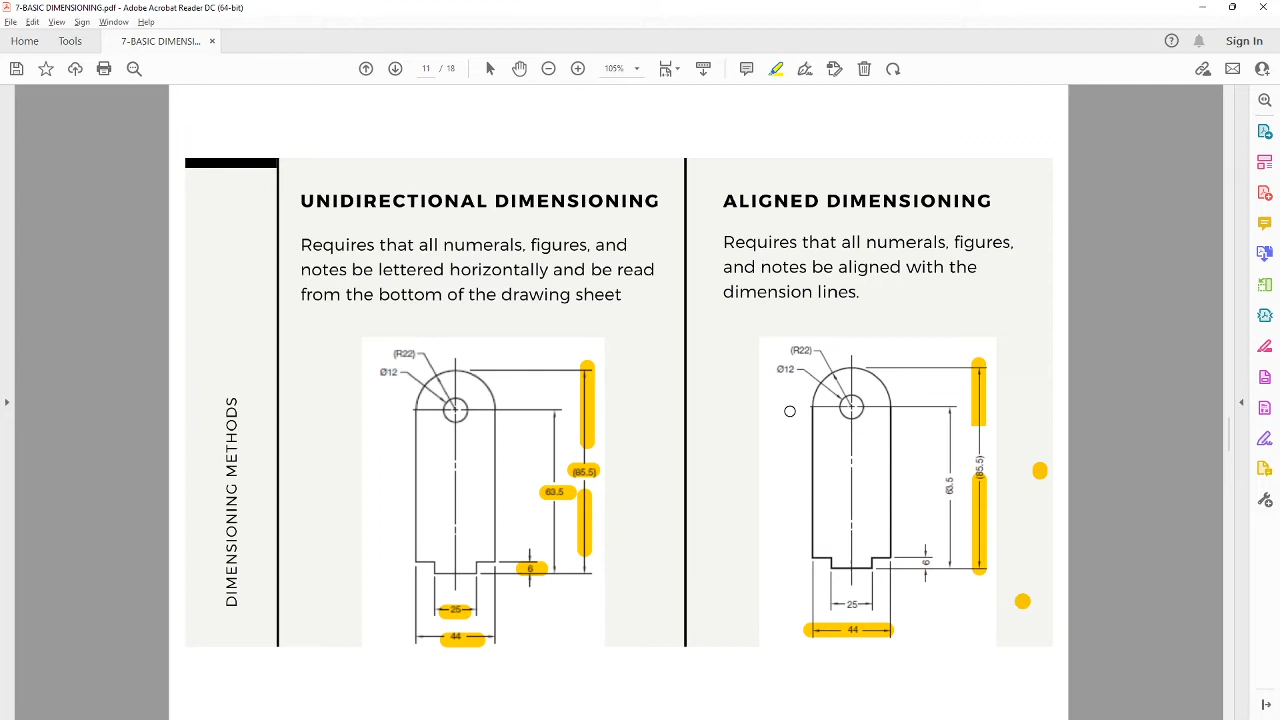 7-BASIC DIMENSIONING.pdf - Adobe Acrobat Reader DC (64-bit)
File Edit View Sign Window Help
Home Tools 7-BASIC DIMENSI... × Sign In
11 / 18 105%
UNIDIRECTIONAL DIMENSIONING
Requires that all numerals, figures, and
notes be lettered horizontally and be read
from the bottom of the drawing sheet
ALIGNED DIMENSIONING
Requires that all numerals, figures,
and notes be aligned with the
dimension lines.
DIMENSIONING METHODS
(R22)
Ø12
(85.5)
63.5
6
25
44
(R22)
Ø12
(85.5)
63.5
6
25
44